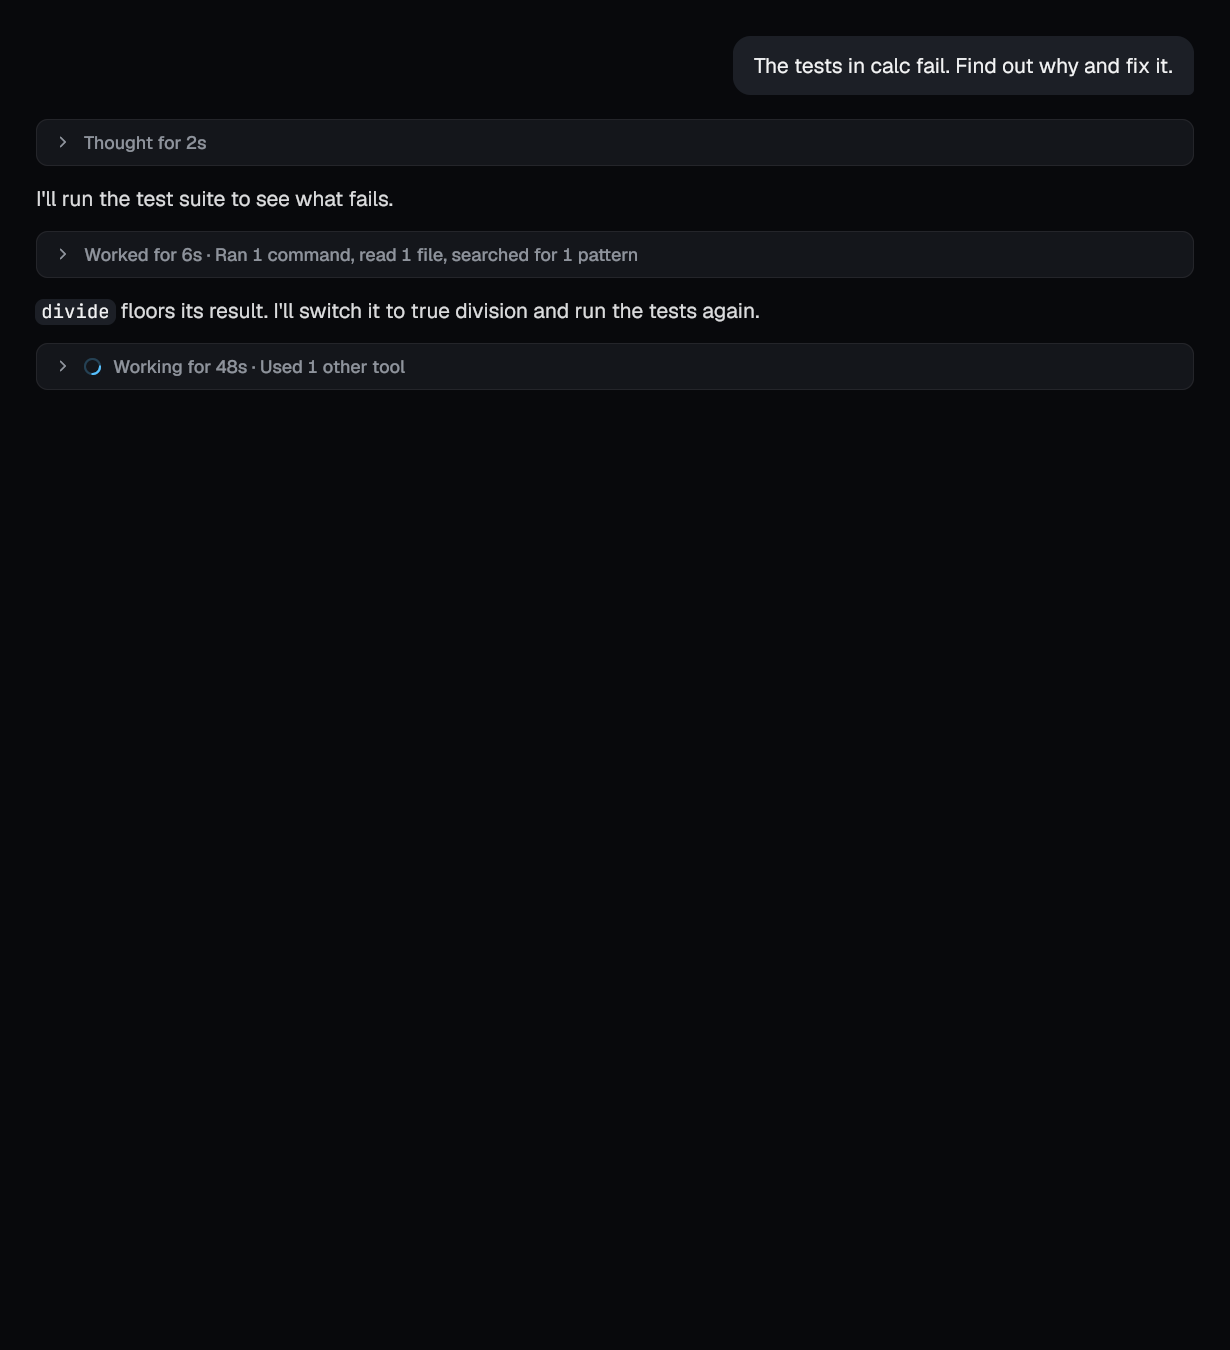 The tests in calc fail. Find out why and fix it.
Thought for 2s
I'll run the test suite to see what fails.
Worked for 6s · Ran 1 command, read 1 file, searched for 1 pattern
divide floors its result. I'll switch it to true division and run the tests again.
Working for 48s · Used 1 other tool